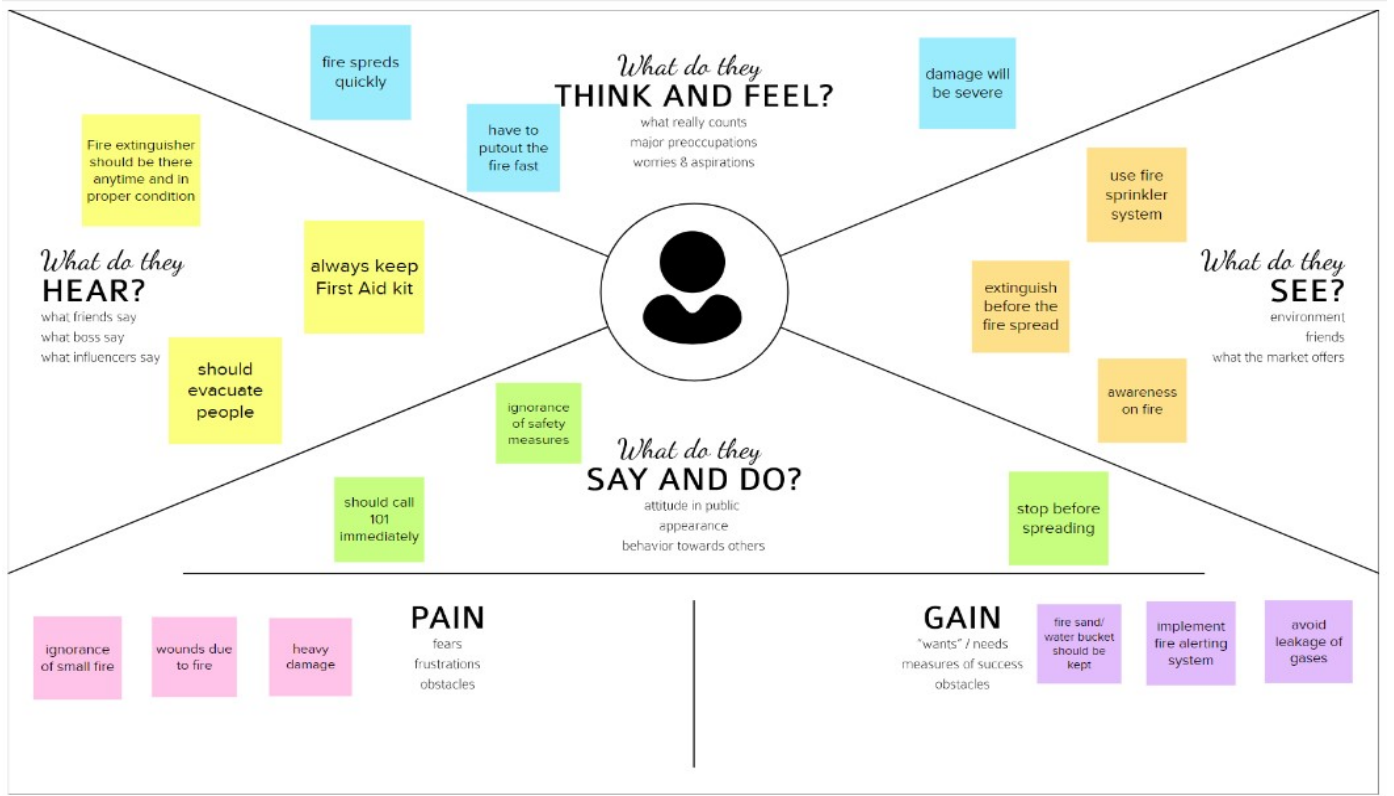 fire spreds
quickly
What do they
THINK AND FEEL?
what really counts
major preoccupations
worries & aspirations
have to
putout the
fire fast
damage will
be severe
Fire extinguisher
should be there
anytime and in
proper condition
always keep
First Aid kit
What do they
HEAR?
what friends say
what boss say
what influencers say
should
evacuate
people
use fire
sprinkler
system
extinguish
before the
fire spread
What do they
SEE?
environment
friends
what the market offers
awareness
on fire
ignorance
of safety
measures
What do they
SAY AND DO?
attitude in public
appearance
behavior towards others
should call
101
immediately
stop before
spreading
ignorance
of small fire
wounds due
to fire
heavy
damage
PAIN
fears
frustrations
obstacles
GAIN
"wants" / needs
measures of success
obstacles
fire sand/
water bucket
should be
kept
implement
fire alerting
system
avoid
leakage of
gases